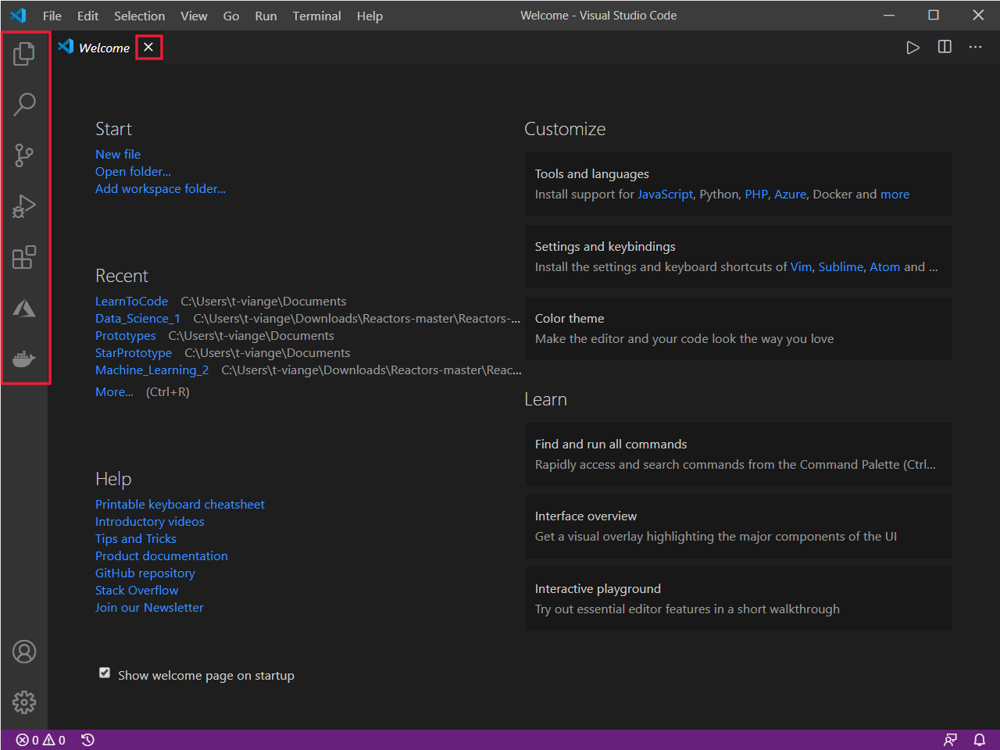 File Edit Selection View Go Run Terminal Help Welcome - Visual Studio Code
Welcome
Start
New file
Open folder...
Add workspace folder...
Recent
LearnToCode C:\Users\t-viange\Documents
Data_Science_1 C:\Users\t-viange\Downloads\Reactors-master\Reactors-...
Prototypes C:\Users\t-viange\Documents
StarPrototype C:\Users\t-viange\Documents
Machine_Learning_2 C:\Users\t-viange\Downloads\Reactors-master\Reac...
More... (Ctrl+R)
Help
Printable keyboard cheatsheet
Introductory videos
Tips and Tricks
Product documentation
GitHub repository
Stack Overflow
Join our Newsletter
Show welcome page on startup
Customize
Tools and languages
Install support for JavaScript, Python, PHP, Azure, Docker and more
Settings and keybindings
Install the settings and keyboard shortcuts of Vim, Sublime, Atom and ...
Color theme
Make the editor and your code look the way you love
Learn
Find and run all commands
Rapidly access and search commands from the Command Palette (Ctrl...
Interface overview
Get a visual overlay highlighting the major components of the UI
Interactive playground
Try out essential editor features in a short walkthrough
0 0